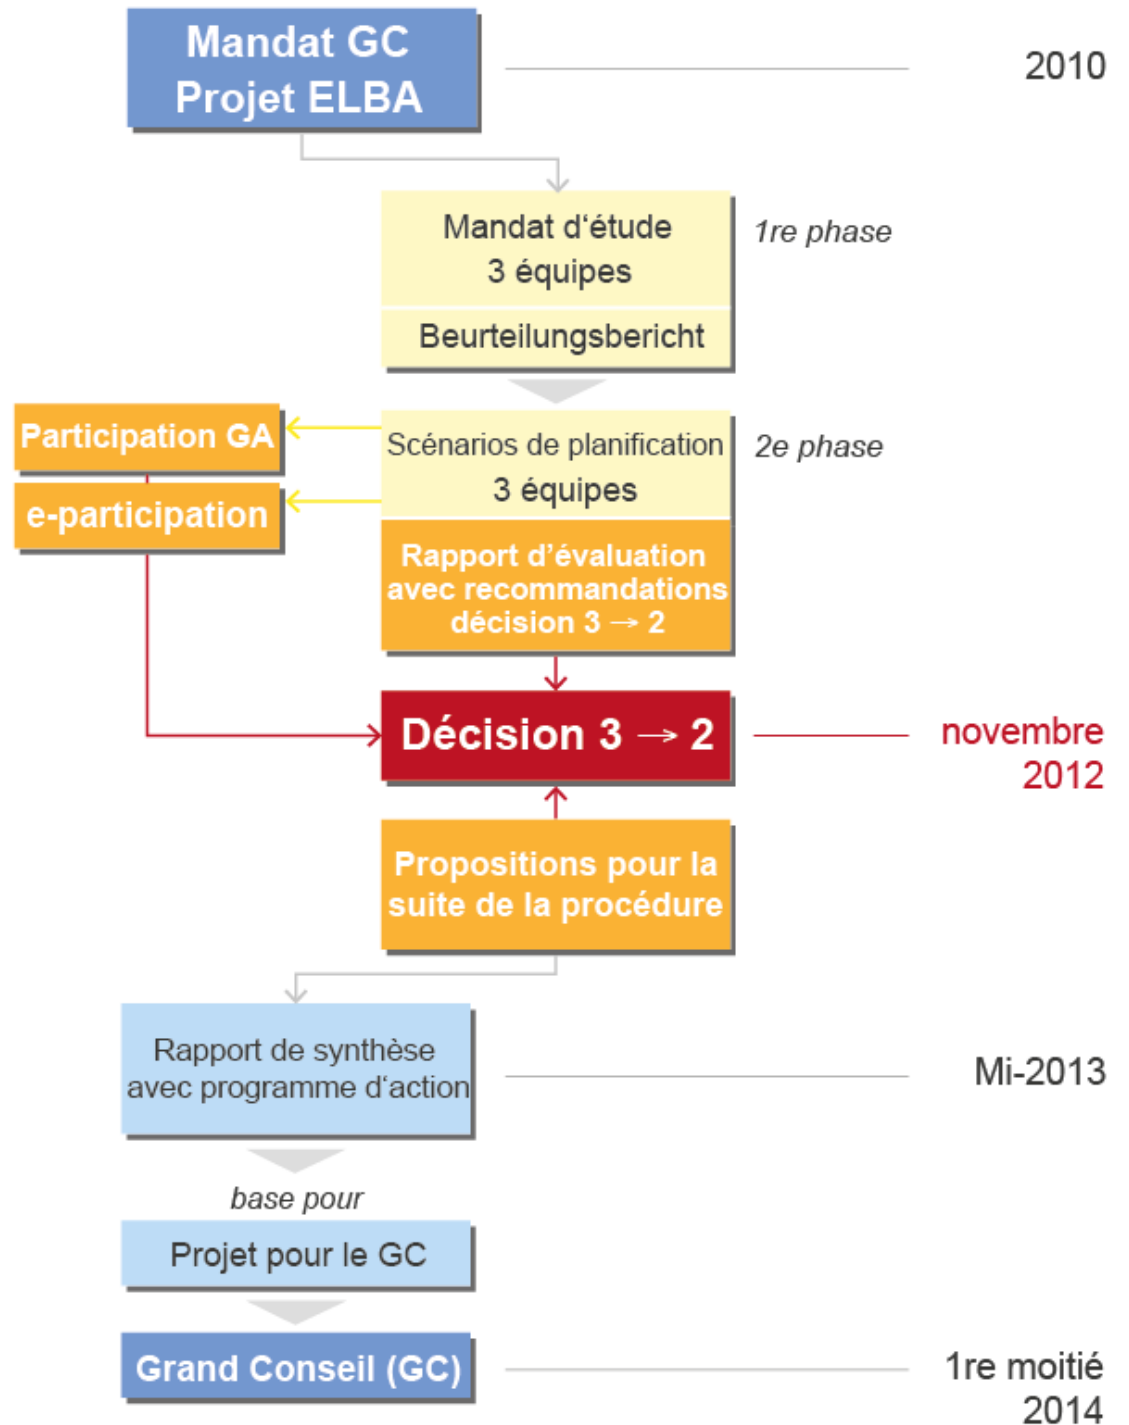 Mandat GC
Projet ELBA
2010
Mandat d‘étude
3 équipes
1re phase
Beurteilungsbericht
Participation GA
e-participation
Scénarios de planification
3 équipes
2e phase
Rapport d’évaluation
avec recommandations
décision 3 → 2
Décision 3 → 2
novembre
2012
Propositions pour la
suite de la procédure
Rapport de synthèse
avec programme d‘action
Mi-2013
base pour
Projet pour le GC
Grand Conseil (GC)
1re moitié
2014